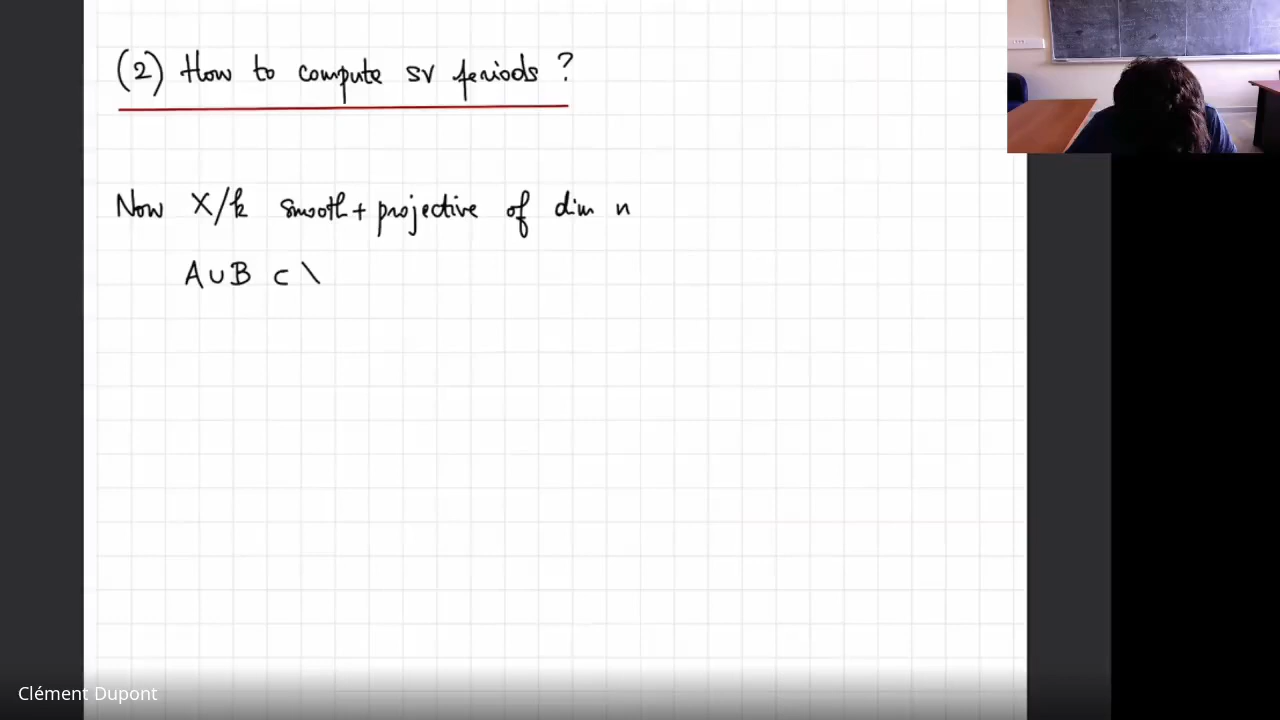 (2) How to compute sv periods ?
Now X/k smooth + projective of dim n
A∪B ⊂ \
Clément Dupont